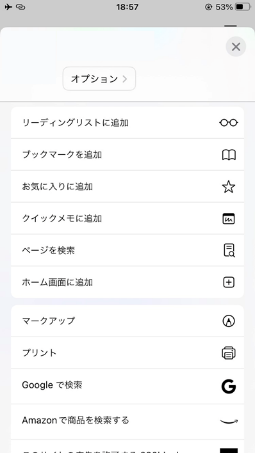 18:57
53%
オプション
リーディングリストに追加
ブックマークを追加
お気に入りに追加
クイックメモに追加
ページを検索
ホーム画面に追加
マークアップ
プリント
Google で検索
Amazonで商品を検索する